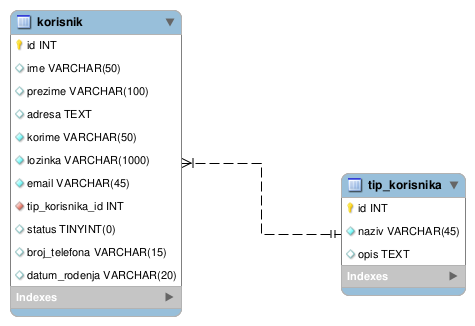 korisnik
id INT
ime VARCHAR(50)
prezime VARCHAR(100)
adresa TEXT
korime VARCHAR(50)
lozinka VARCHAR(1000)
email VARCHAR(45)
tip_korisnika_id INT
status TINYINT(0)
broj_telefona VARCHAR(15)
datum_rodenja VARCHAR(20)
Indexes
tip_korisnika
id INT
naziv VARCHAR(45)
opis TEXT
Indexes